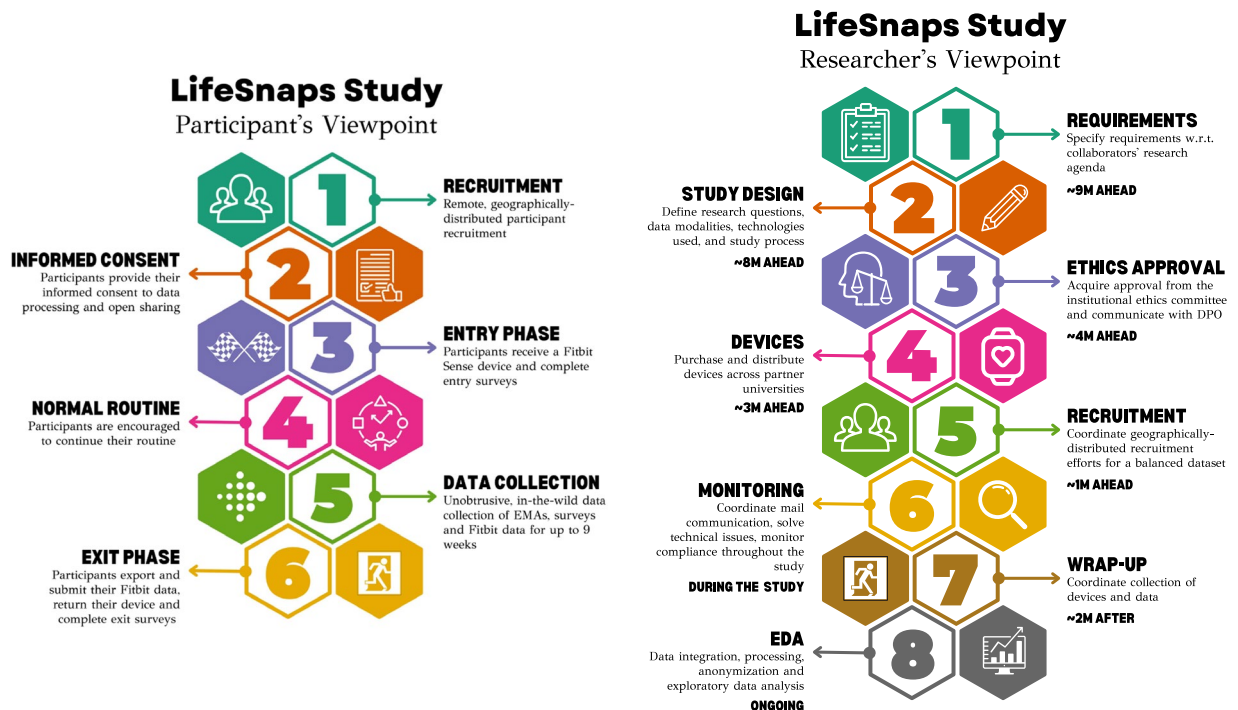 LifeSnaps Study
Participant's Viewpoint
1
RECRUITMENT
Remote, geographically-
distributed participant
recruitment
2
INFORMED CONSENT
Participants provide their
informed consent to data
processing and open sharing
3
ENTRY PHASE
Participants receive a Fitbit
Sense device and complete
entry surveys
4
NORMAL ROUTINE
Participants are encouraged
to continue their routine
5
DATA COLLECTION
Unobtrusive, in-the-wild data
collection of EMAs, surveys
and Fitbit data for up to 9
weeks
6
EXIT PHASE
Participants export and
submit their Fitbit data,
return their device and
complete exit surveys
LifeSnaps Study
Researcher's Viewpoint
1
REQUIREMENTS
Specify requirements w.r.t.
collaborators' research
agenda
~9M AHEAD
2
STUDY DESIGN
Define research questions,
data modalities, technologies
used, and study process
~8M AHEAD
3
ETHICS APPROVAL
Acquire approval from the
institutional ethics committee
and communicate with DPO
~4M AHEAD
4
DEVICES
Purchase and distribute
devices across partner
universities
~3M AHEAD
5
RECRUITMENT
Coordinate geographically-
distributed recruitment
efforts for a balanced dataset
~1M AHEAD
6
MONITORING
Coordinate mail
communication, solve
technical issues, monitor
compliance throughout the
study
DURING THE STUDY
7
WRAP-UP
Coordinate collection of
devices and data
~2M AFTER
8
EDA
Data integration, processing,
anonymization and
exploratory data analysis
ONGOING